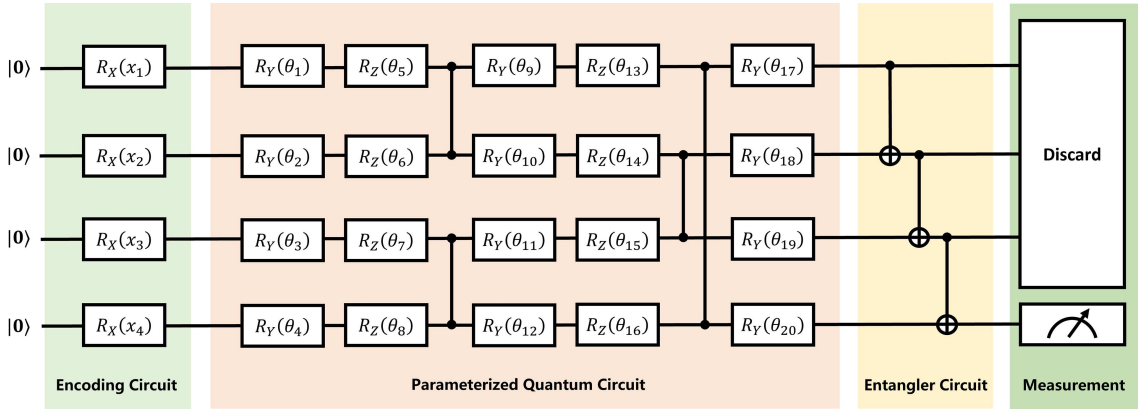 |0⟩ R_X(x_1) R_Y(θ_1) R_Z(θ_5) R_Y(θ_9) R_Z(θ_13) R_Y(θ_17)
|0⟩ R_X(x_2) R_Y(θ_2) R_Z(θ_6) R_Y(θ_10) R_Z(θ_14) R_Y(θ_18) Discard
|0⟩ R_X(x_3) R_Y(θ_3) R_Z(θ_7) R_Y(θ_11) R_Z(θ_15) R_Y(θ_19)
|0⟩ R_X(x_4) R_Y(θ_4) R_Z(θ_8) R_Y(θ_12) R_Z(θ_16) R_Y(θ_20)
Encoding Circuit Parameterized Quantum Circuit Entangler Circuit Measurement